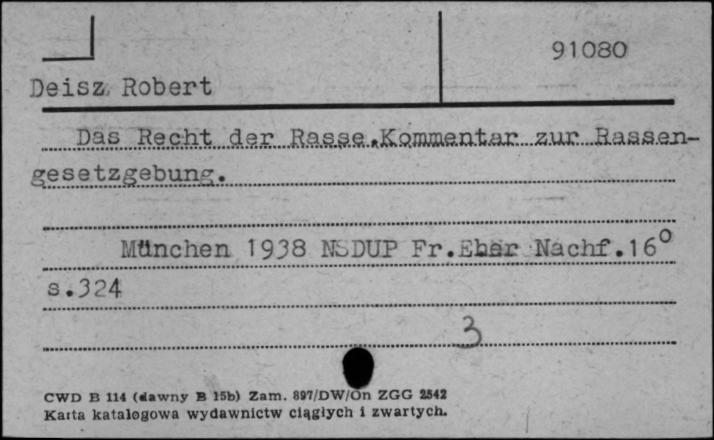 91080
Deisz Robert
Das Recht der Rasse.Kommentar zur Rassen-
gesetzgebung.
München 1938 NSDUP Fr.Eher Nachf.16⁰
s.324
3
CWD B 114 (dawny B 15b) Zam. 897/DW/On ZGG 2542
Karta katalogowa wydawnictw ciągłych i zwartych.